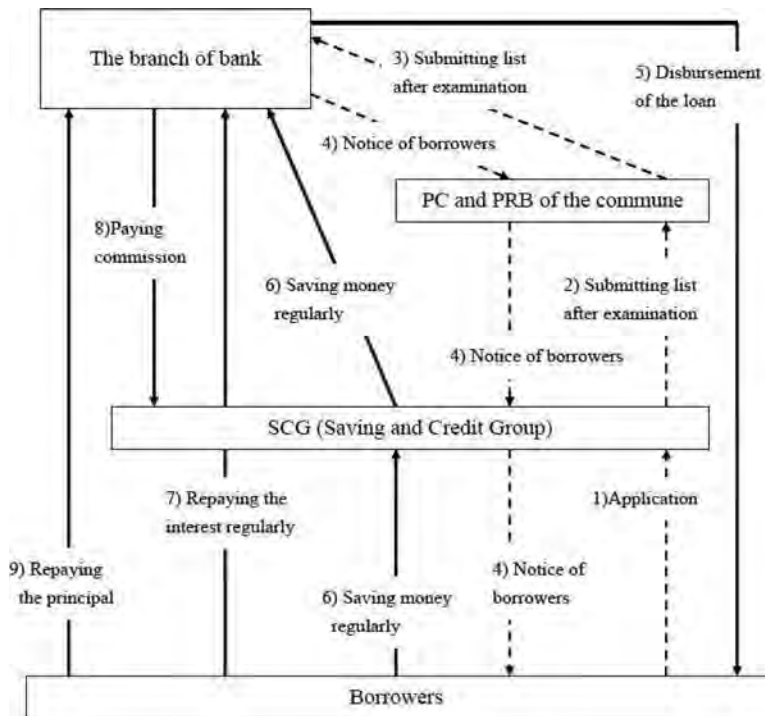 The branch of bank
3) Submitting list
after examination
5) Disbursement
of the loan
4) Notice of borrowers
PC and PRB of the commune
8)Paying
commission
6) Saving money
regularly
2) Submitting list
after examination
4) Notice of borrowers
SCG (Saving and Credit Group)
7) Repaying the
interest regularly
1)Application
9) Repaying
the principal
6) Saving money
regularly
4) Notice of
borrowers
Borrowers